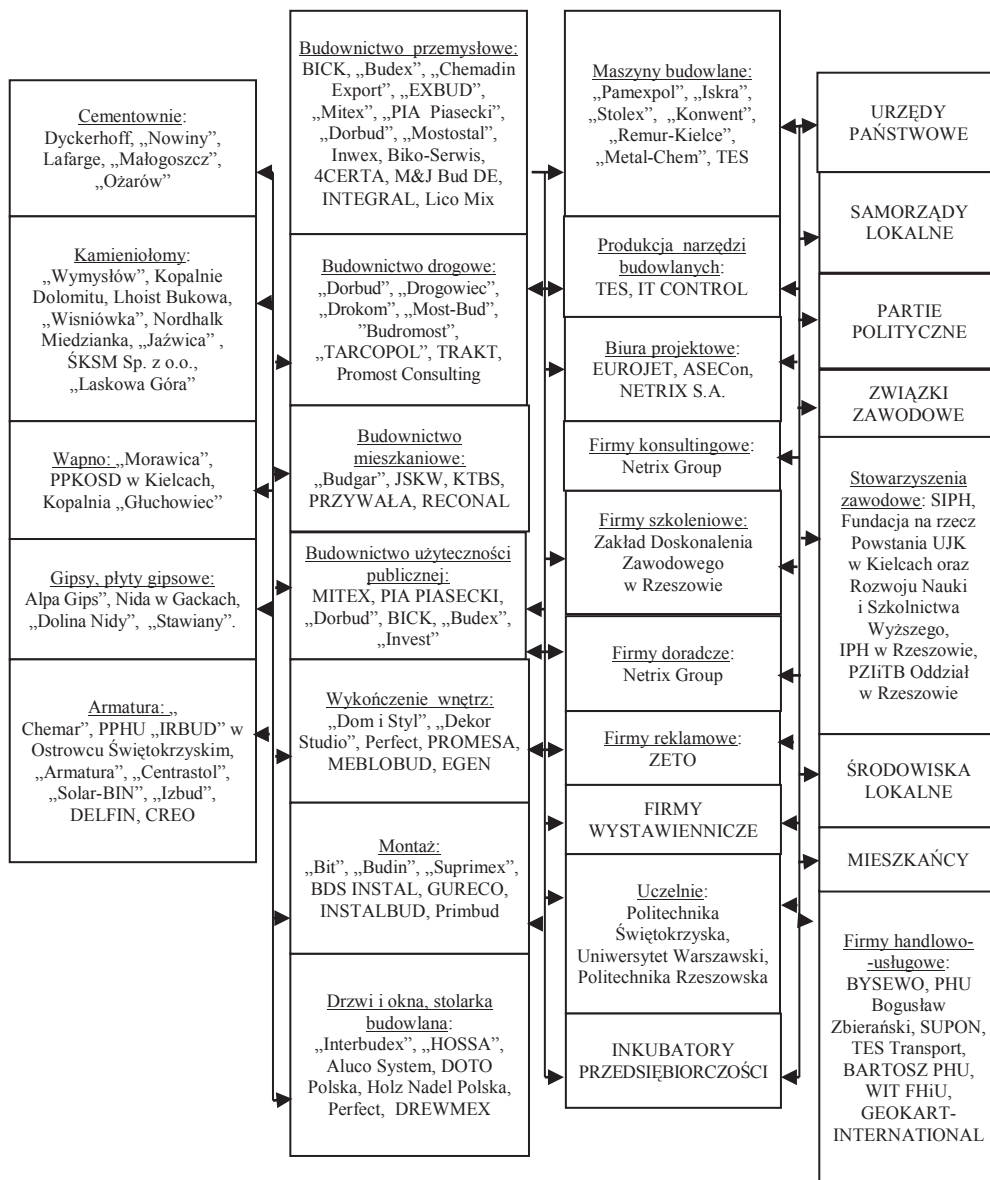 Cementownie:
Dyckerhoff, „Nowiny”,
Lafarge, „Małogoszcz”,
„Ożarów”
Kamieniołomy:
„Wymysłów”, Kopalnie
Dolomitu, Lhoist Bukowa,
„Wisniówka”, Nordhalk
Miedzianka, „Jaźwica” ,
ŚKSM Sp. z o.o.,
„Laskowa Góra”
Wapno: „Morawica”,
PPKOSD w Kielcach,
Kopalnia „Głuchowiec”
Gipsy, płyty gipsowe:
Alpa Gips”, Nida w Gackach,
„Dolina Nidy”, „Stawiany”.
Armatura: „
Chemar”, PPHU „IRBUD” w
Ostrowcu Świętokrzyskim,
„Armatura”, „Centrastol”,
„Solar-BIN”, „Izbud”,
DELFIN, CREO
Budownictwo przemysłowe:
BICK, „Budex”, „Chemadin
Export”, „EXBUD”,
„Mitex”, „PIA Piasecki”,
„Dorbud”, „Mostostal”,
Inwex, Biko-Serwis,
4CERTA, M&J Bud DE,
INTEGRAL, Lico Mix
Budownictwo drogowe:
„Dorbud”, „Drogowiec”,
„Drokom”, „Most-Bud”,
"Budromost”,
„TARCOPOL”, TRAKT,
Promost Consulting
Budownictwo
mieszkaniowe:
„Budgar”, JSKW, KTBS,
PRZYWAŁA, RECONAL
Budownictwo użyteczności
publicznej:
MITEX, PIA PIASECKI,
„Dorbud”, BICK, „Budex”,
„Invest”
Wykończenie wnętrz:
„Dom i Styl”, „Dekor
Studio”, Perfect, PROMESA,
MEBLOBUD, EGEN
Montaż:
„Bit”, „Budin”, „Suprimex”,
BDS INSTAL, GURECO,
INSTALBUD, Primbud
Drzwi i okna, stolarka
budowlana:
„Interbudex”, „HOSSA”,
Aluco System, DOTO
Polska, Holz Nadel Polska,
Perfect, DREWMEX
Maszyny budowlane:
„Pamexpol”, „Iskra”,
„Stolex”, „Konwent”,
„Remur-Kielce”,
„Metal-Chem”, TES
Produkcja narzędzi
budowlanych:
TES, IT CONTROL
Biura projektowe:
EUROJET, ASECon,
NETRIX S.A.
Firmy konsultingowe:
Netrix Group
Firmy szkoleniowe:
Zakład Doskonalenia
Zawodowego
w Rzeszowie
Firmy doradcze:
Netrix Group
Firmy reklamowe:
ZETO
FIRMY
WYSTAWIENNICZE
Uczelnie:
Politechnika
Świętokrzyska,
Uniwersytet Warszawski,
Politechnika Rzeszowska
INKUBATORY
PRZEDSIĘBIORCZOŚCI
URZĘDY
PAŃSTWOWE
SAMORZĄDY
LOKALNE
PARTIE
POLITYCZNE
ZWIĄZKI
ZAWODOWE
Stowarzyszenia
zawodowe: SIPH,
Fundacja na rzecz
Powstania UJK
w Kielcach oraz
Rozwoju Nauki
i Szkolnictwa
Wyższego,
IPH w Rzeszowie,
PZIiTB Oddział
w Rzeszowie
ŚRODOWISKA
LOKALNE
MIESZKAŃCY
Firmy handlowo-
-usługowe:
BYSEWO, PHU
Bogusław
Zbierański, SUPON,
TES Transport,
BARTOSZ PHU,
WIT FHiU,
GEOKART-
INTERNATIONAL